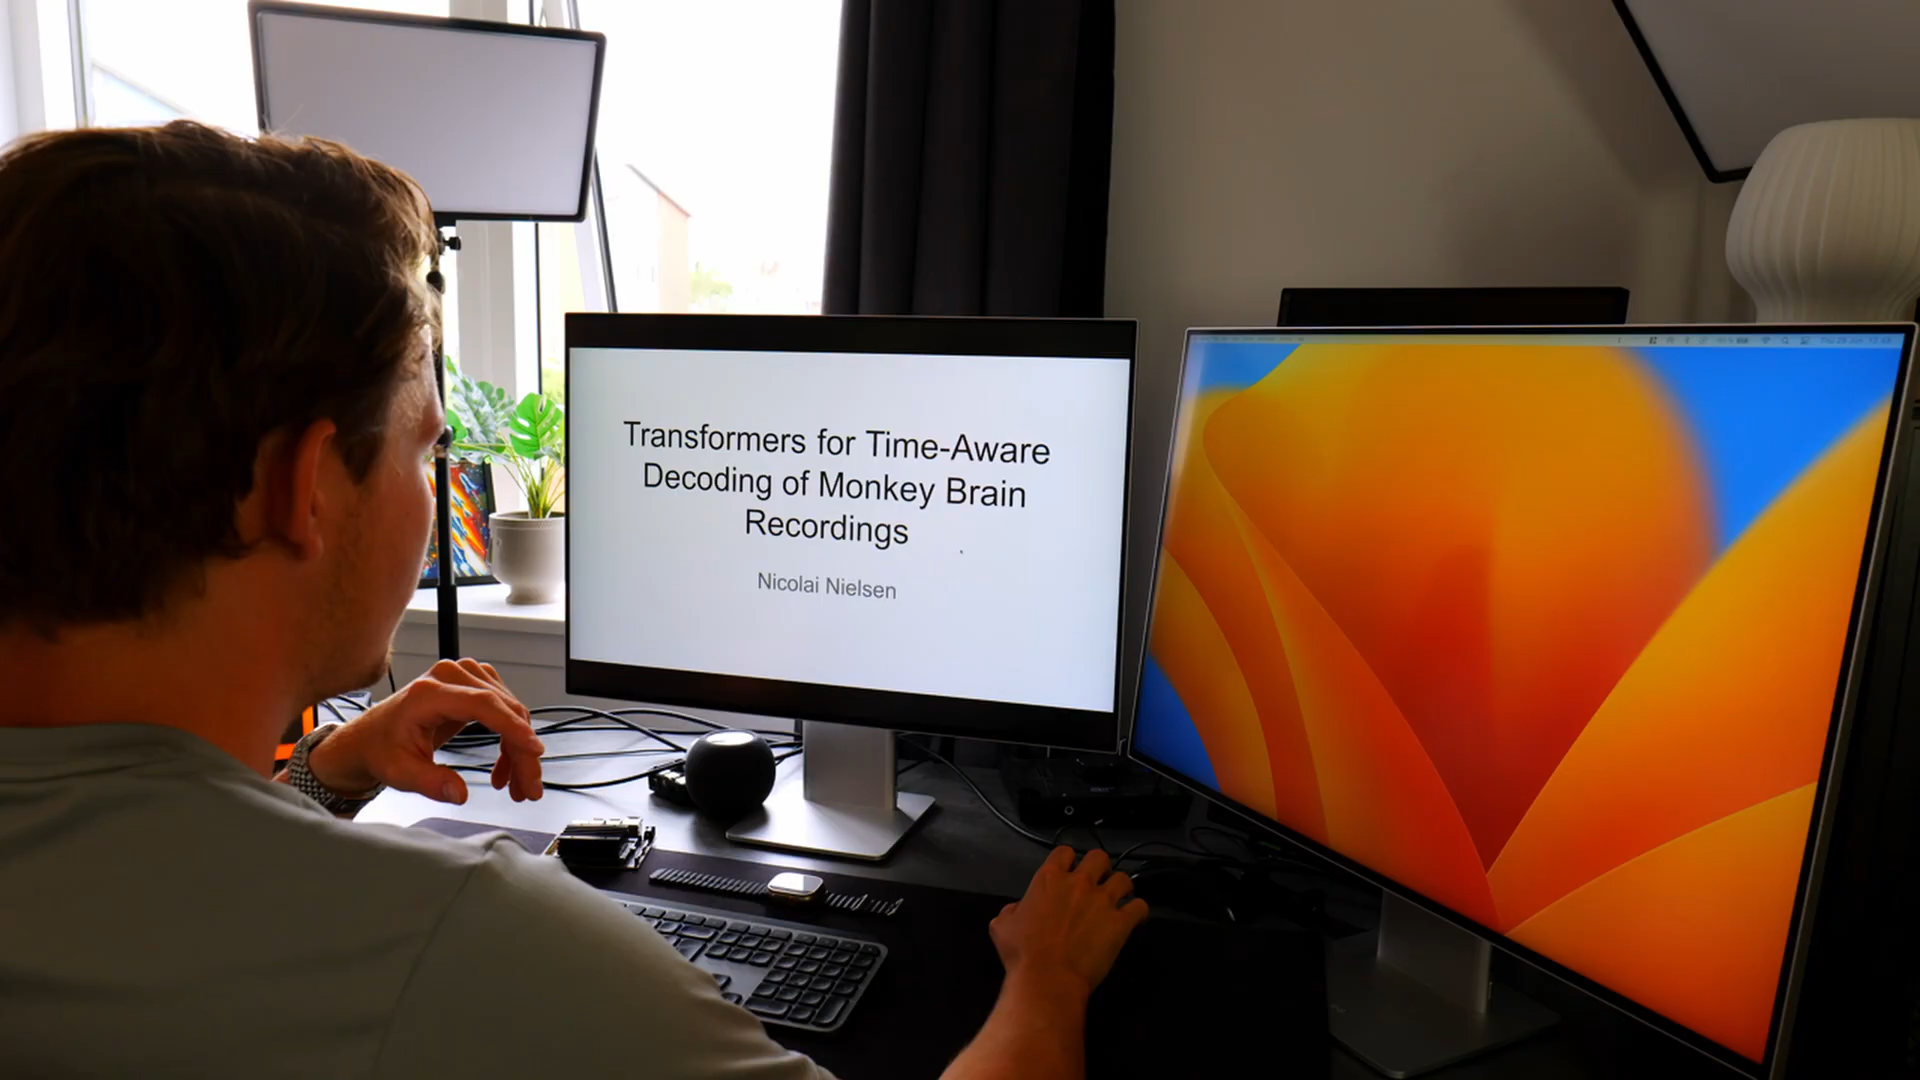 Transformers for Time-Aware
Decoding of Monkey Brain
Recordings
Nicolai Nielsen